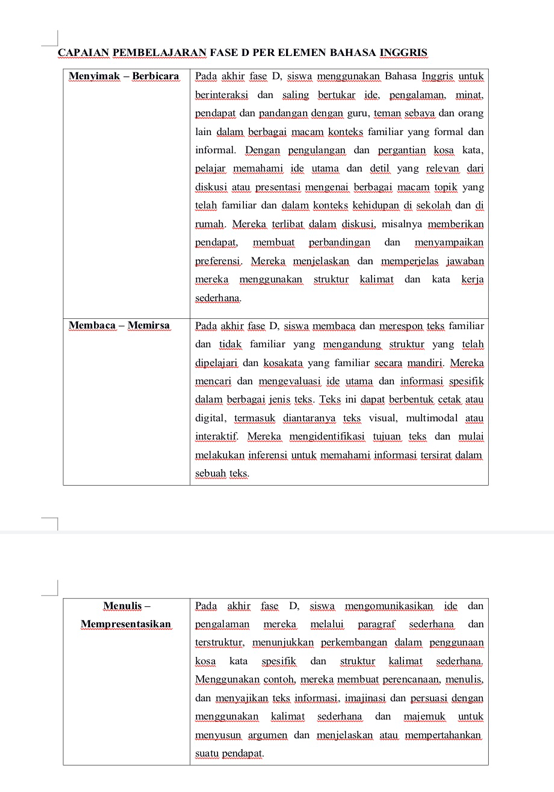 CAPAIAN PEMBELAJARAN FASE D PER ELEMEN BAHASA INGGRIS
Menyimak – Berbicara
Pada akhir fase D, siswa menggunakan Bahasa Inggris untuk
berinteraksi dan saling bertukar ide, pengalaman, minat,
pendapat dan pandangan dengan guru, teman sebaya dan orang
lain dalam berbagai macam konteks familiar yang formal dan
informal. Dengan pengulangan dan pergantian kosa kata,
pelajar memahami ide utama dan detil yang relevan dari
diskusi atau presentasi mengenai berbagai macam topik yang
telah familiar dan dalam konteks kehidupan di sekolah dan di
rumah. Mereka terlibat dalam diskusi, misalnya memberikan
pendapat, membuat perbandingan dan menyampaikan
preferensi. Mereka menjelaskan dan memperjelas jawaban
mereka menggunakan struktur kalimat dan kata kerja
sederhana.
Membaca – Memirsa
Pada akhir fase D, siswa membaca dan merespon teks familiar
dan tidak familiar yang mengandung struktur yang telah
dipelajari dan kosakata yang familiar secara mandiri. Mereka
mencari dan mengevaluasi ide utama dan informasi spesifik
dalam berbagai jenis teks. Teks ini dapat berbentuk cetak atau
digital, termasuk diantaranya teks visual, multimodal atau
interaktif. Mereka mengidentifikasi tujuan teks dan mulai
melakukan inferensi untuk memahami informasi tersirat dalam
sebuah teks.
Menulis –
Mempresentasikan
Pada akhir fase D, siswa mengomunikasikan ide dan
pengalaman mereka melalui paragraf sederhana dan
terstruktur, menunjukkan perkembangan dalam penggunaan
kosa kata spesifik dan struktur kalimat sederhana.
Menggunakan contoh, mereka membuat perencanaan, menulis,
dan menyajikan teks informasi, imajinasi dan persuasi dengan
menggunakan kalimat sederhana dan majemuk untuk
menyusun argumen dan menjelaskan atau mempertahankan
suatu pendapat.